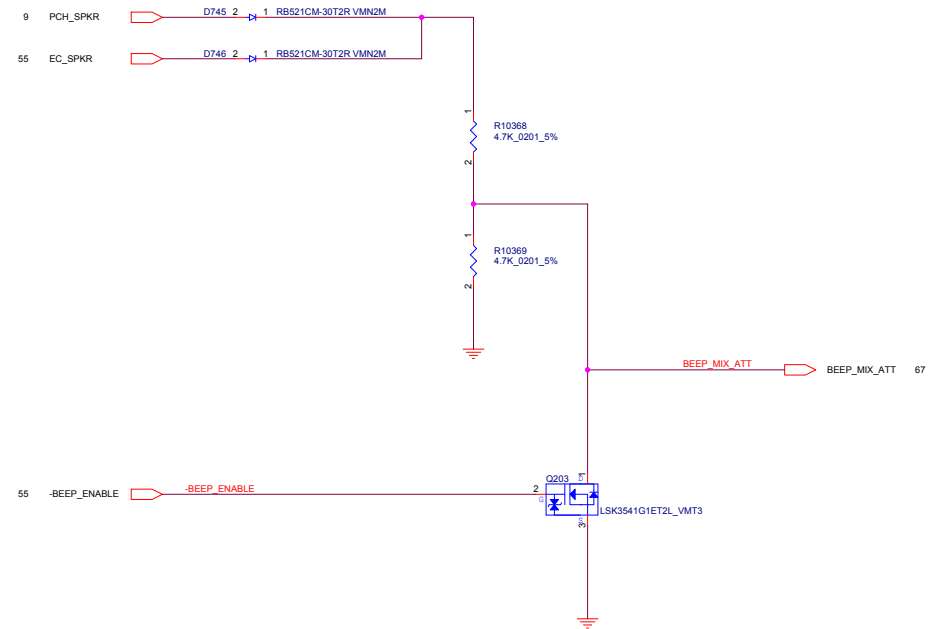 9 PCH_SPKR D745 2 1 RB521CM-30T2R VMN2M
55 EC_SPKR D746 2 1 RB521CM-30T2R VMN2M
1
R10368
4.7K_0201_5%
2
1
R10369
4.7K_0201_5%
2
BEEP_MIX_ATT BEEP_MIX_ATT 67
Q203 1
D
55 -BEEP_ENABLE -BEEP_ENABLE 2
G
LSK3541G1ET2L_VMT3
S
3